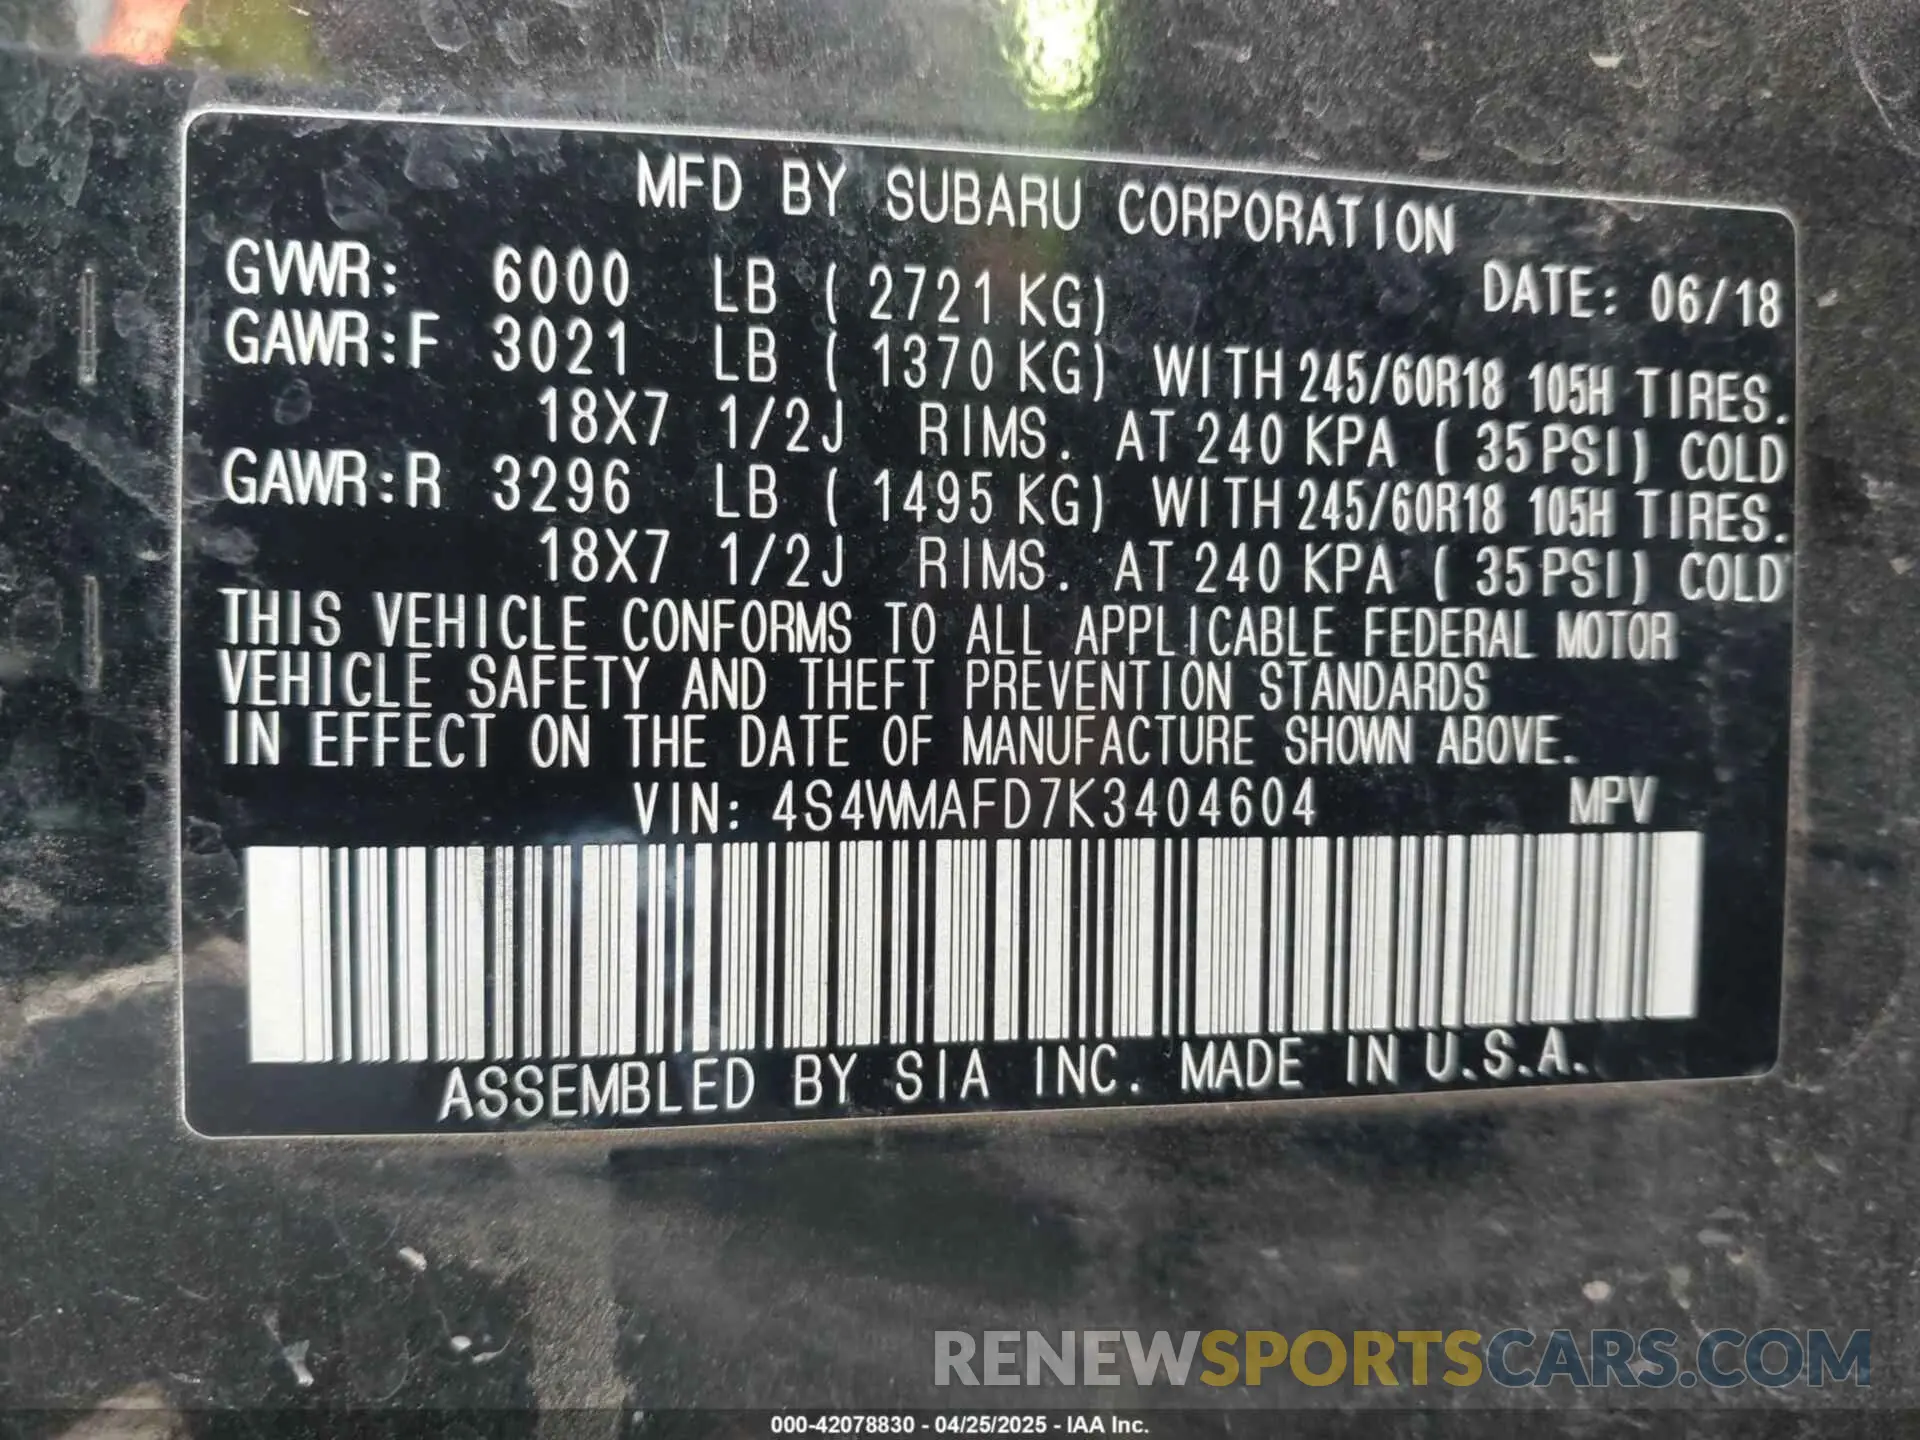 MFD BY SUBARU CORPORATION
GVWR: 6000 LB ( 2721 KG) DATE: 06/18
GAWR:F 3021 LB ( 1370 KG) WITH 245/60R18 105H TIRES.
18X7 1/2J RIMS. AT 240 KPA ( 35 PSI) COLD
GAWR:R 3296 LB ( 1495 KG) WITH 245/60R18 105H TIRES.
18X7 1/2J RIMS. AT 240 KPA ( 35 PSI) COLD
THIS VEHICLE CONFORMS TO ALL APPLICABLE FEDERAL MOTOR
VEHICLE SAFETY AND THEFT PREVENTION STANDARDS
IN EFFECT ON THE DATE OF MANUFACTURE SHOWN ABOVE.
VIN: 4S4WMAFD7K3404604 MPV
ASSEMBLED BY SIA INC. MADE IN U.S.A.
RENEWSPORTSCARS.COM
000-42078830 - 04/25/2025 - IAA Inc.